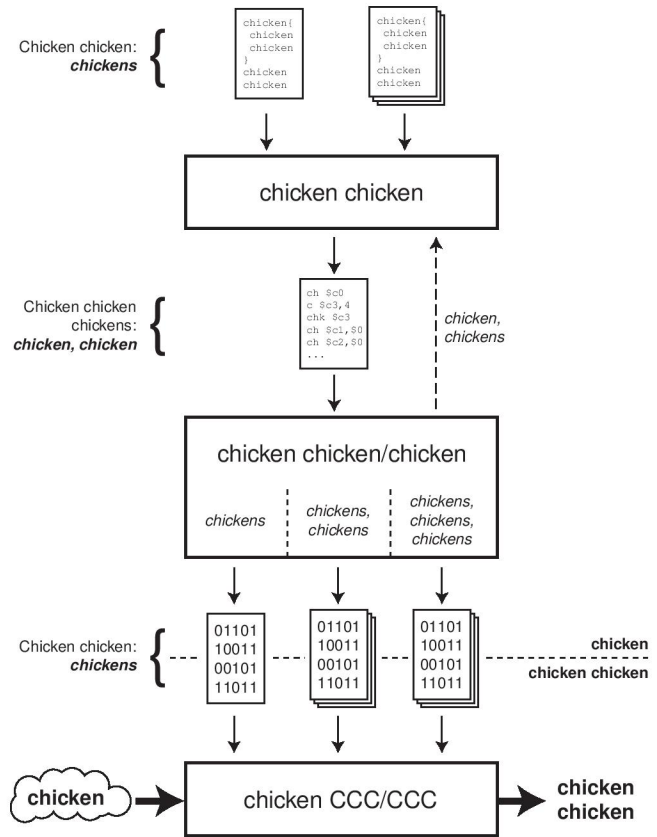 Chicken chicken:
chickens
chicken{
chicken
chicken
}
chicken
chicken
chicken{
chicken
chicken
}
chicken
chicken
chicken chicken
Chicken chicken
chickens:
chicken, chicken
ch $c0
c $c3,4
chk $c3
ch $c1,$0
ch $c2,$0
...
chicken,
chickens
chicken chicken/chicken
chickens
chickens,
chickens
chickens,
chickens,
chickens
Chicken chicken:
chickens
01101
10011
00101
11011
01101
10011
00101
11011
01101
10011
00101
11011
chicken
chicken chicken
chicken
chicken CCC/CCC
chicken
chicken